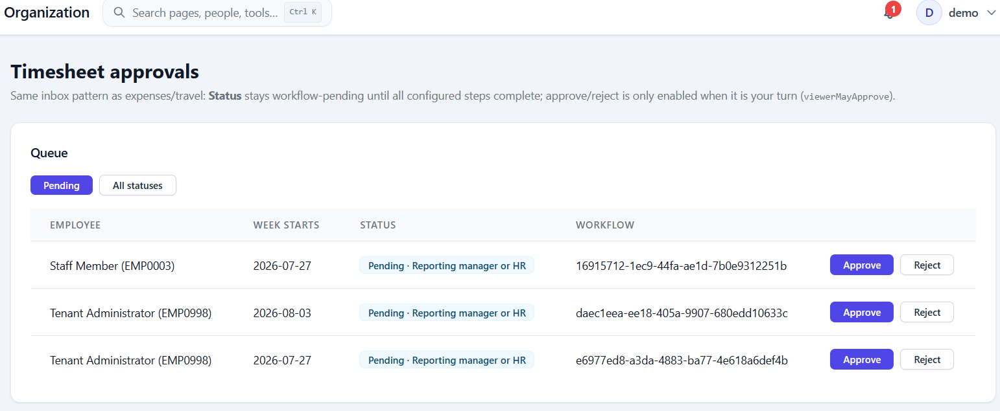 Organization
Search pages, people, tools... Ctrl K
1
D demo
Timesheet approvals
Same inbox pattern as expenses/travel: Status stays workflow-pending until all configured steps complete; approve/reject is only enabled when it is your turn (viewerMayApprove).
Queue
Pending All statuses
EMPLOYEE WEEK STARTS STATUS WORKFLOW
Staff Member (EMP0003) 2026-07-27 Pending · Reporting manager or HR 16915712-1ec9-44fa-ae1d-7b0e9312251b Approve Reject
Tenant Administrator (EMP0998) 2026-08-03 Pending · Reporting manager or HR daec1eea-ee18-405a-9907-680edd10633c Approve Reject
Tenant Administrator (EMP0998) 2026-07-27 Pending · Reporting manager or HR e6977ed8-a3da-4883-ba77-4e618a6def4b Approve Reject